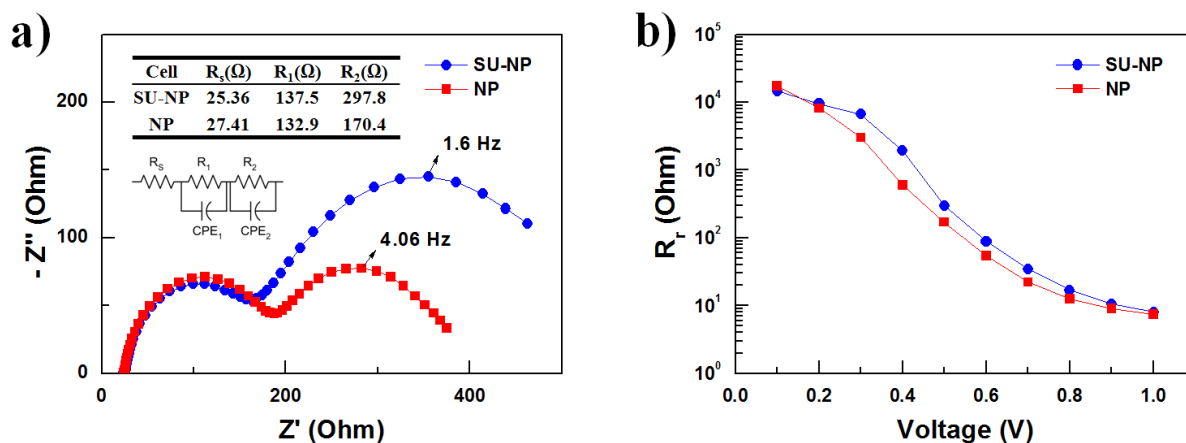 a)
Cell Rs(Ω) R1(Ω) R2(Ω)
SU-NP 25.36 137.5 297.8
NP 27.41 132.9 170.4
SU-NP
NP
1.6 Hz
4.06 Hz
RS R1 R2
CPE1 CPE2
200
100
0
- Z'' (Ohm)
0 200 400
Z' (Ohm)
b)
SU-NP
NP
10^5
10^4
10^3
10^2
10^1
10^0
Rr
0.0 0.2 0.4 0.6 0.8 1.0
Voltage (V)